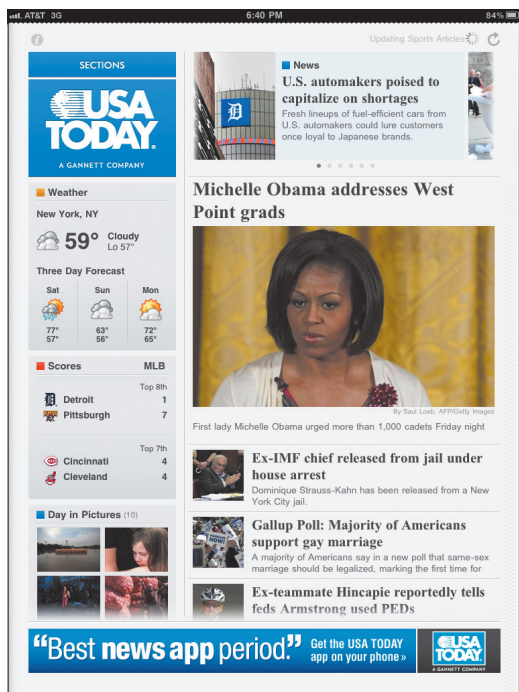 AT&T 3G
6:40 PM
84%
f
Updating Sports Articles
SECTIONS
USA
TODAY.
A GANNETT COMPANY
News
U.S. automakers poised to
capitalize on shortages
Fresh lineups of fuel-efficient cars from
U.S. automakers could lure customers
once loyal to Japanese brands.
Weather
New York, NY
59° Cloudy
Lo 57°
Three Day Forecast
Sat Sun Mon
77° 63° 72°
57° 56° 65°
Scores MLB
Top 8th
Detroit 1
Pittsburgh 7
Top 7th
Cincinnati 4
Cleveland 4
Day in Pictures (10)
Michelle Obama addresses West
Point grads
By Saul Loeb, AFP/Getty Images
First lady Michelle Obama urged more than 1,000 cadets Friday night
Ex-IMF chief released from jail under
house arrest
Dominique Strauss-Kahn has been released from a New
York City jail.
Gallup Poll: Majority of Americans
support gay marriage
A majority of Americans say in a new poll that same-sex
marriage should be legalized, marking the first time for
Ex-teammate Hincapie reportedly tells
feds Armstrong used PEDs
“Best news app period.”
Get the USA TODAY
app on your phone »
USA
TODAY.
A GANNETT COMPANY